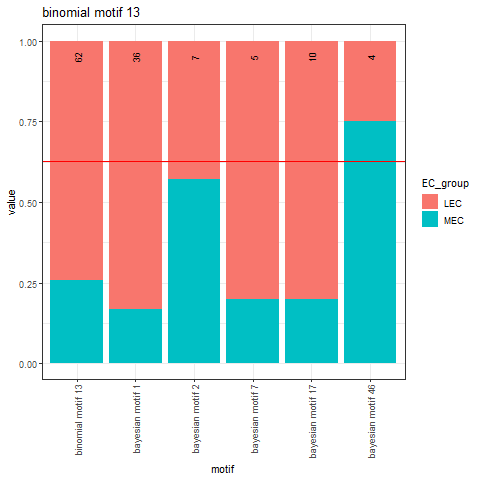 binomial motif 13
1.00
0.75
0.50
0.25
0.00
value
62
36
7
5
10
4
binomial motif 13
bayesian motif 1
bayesian motif 2
bayesian motif 7
bayesian motif 17
bayesian motif 46
motif
EC_group
LEC
MEC